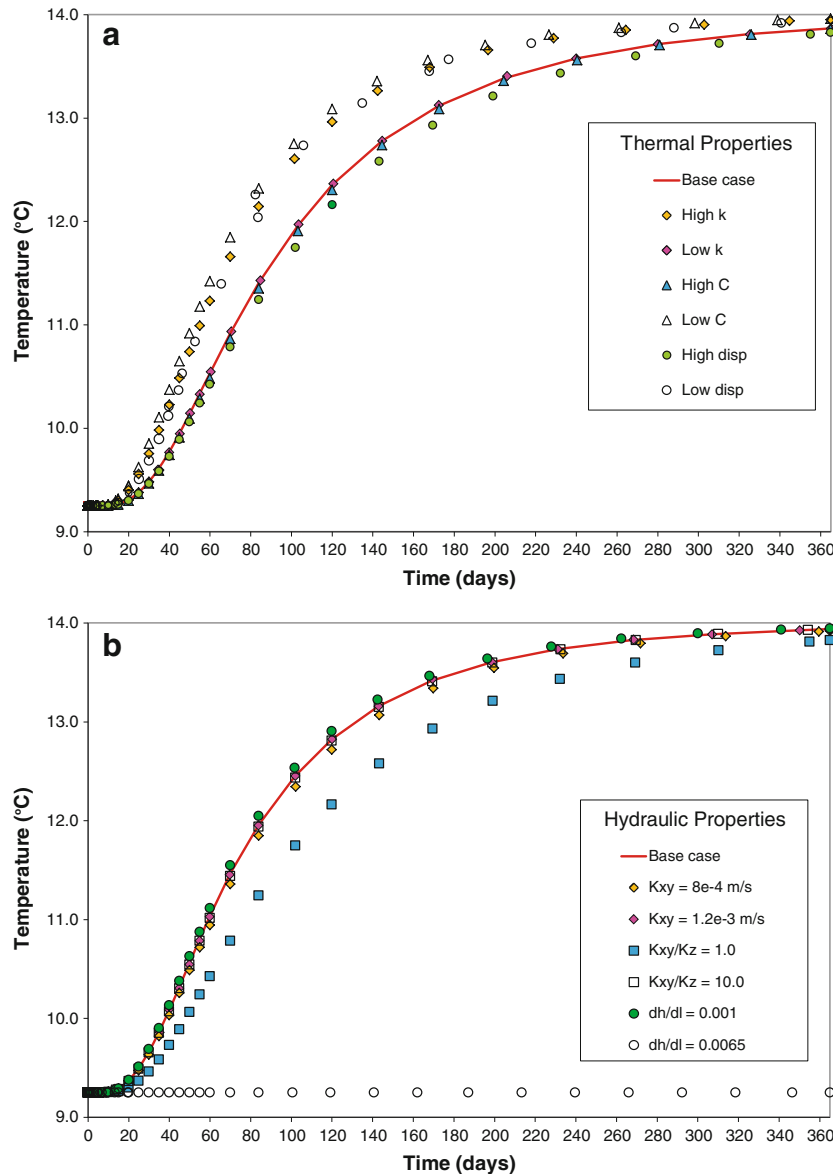 a
14.0
13.0
12.0
11.0
10.0
9.0
Temperature (°C)
Thermal Properties
Base case
High k
Low k
High C
Low C
High disp
Low disp
0 20 40 60 80 100 120 140 160 180 200 220 240 260 280 300 320 340 360
Time (days)
b
14.0
13.0
12.0
11.0
10.0
9.0
Temperature (°C)
Hydraulic Properties
Base case
Kxy = 8e-4 m/s
Kxy = 1.2e-3 m/s
Kxy/Kz = 1.0
Kxy/Kz = 10.0
dh/dl = 0.001
dh/dl = 0.0065
0 20 40 60 80 100 120 140 160 180 200 220 240 260 280 300 320 340 360
Time (days)